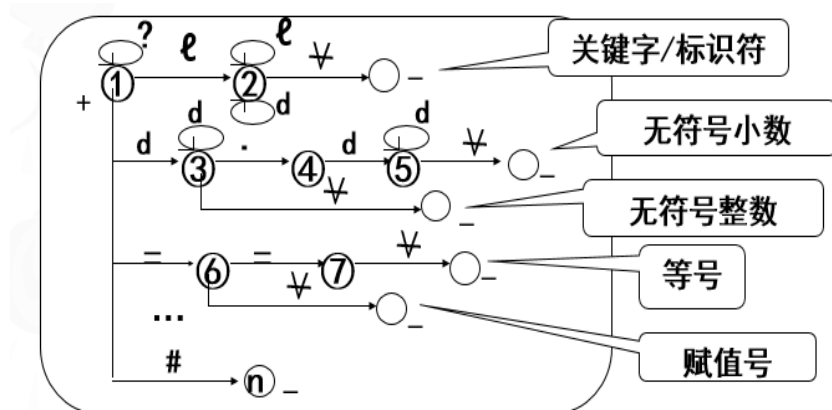 ? ℓ ℓ
① ② ∀ _ 关键字/标识符
+ d
d d . d d
③ ④ ⑤ ∀ _ 无符号小数
∀ _ 无符号整数
= ⑥ = ⑦ ∀ _ 等号
∀ _ 赋值号
...
# n _